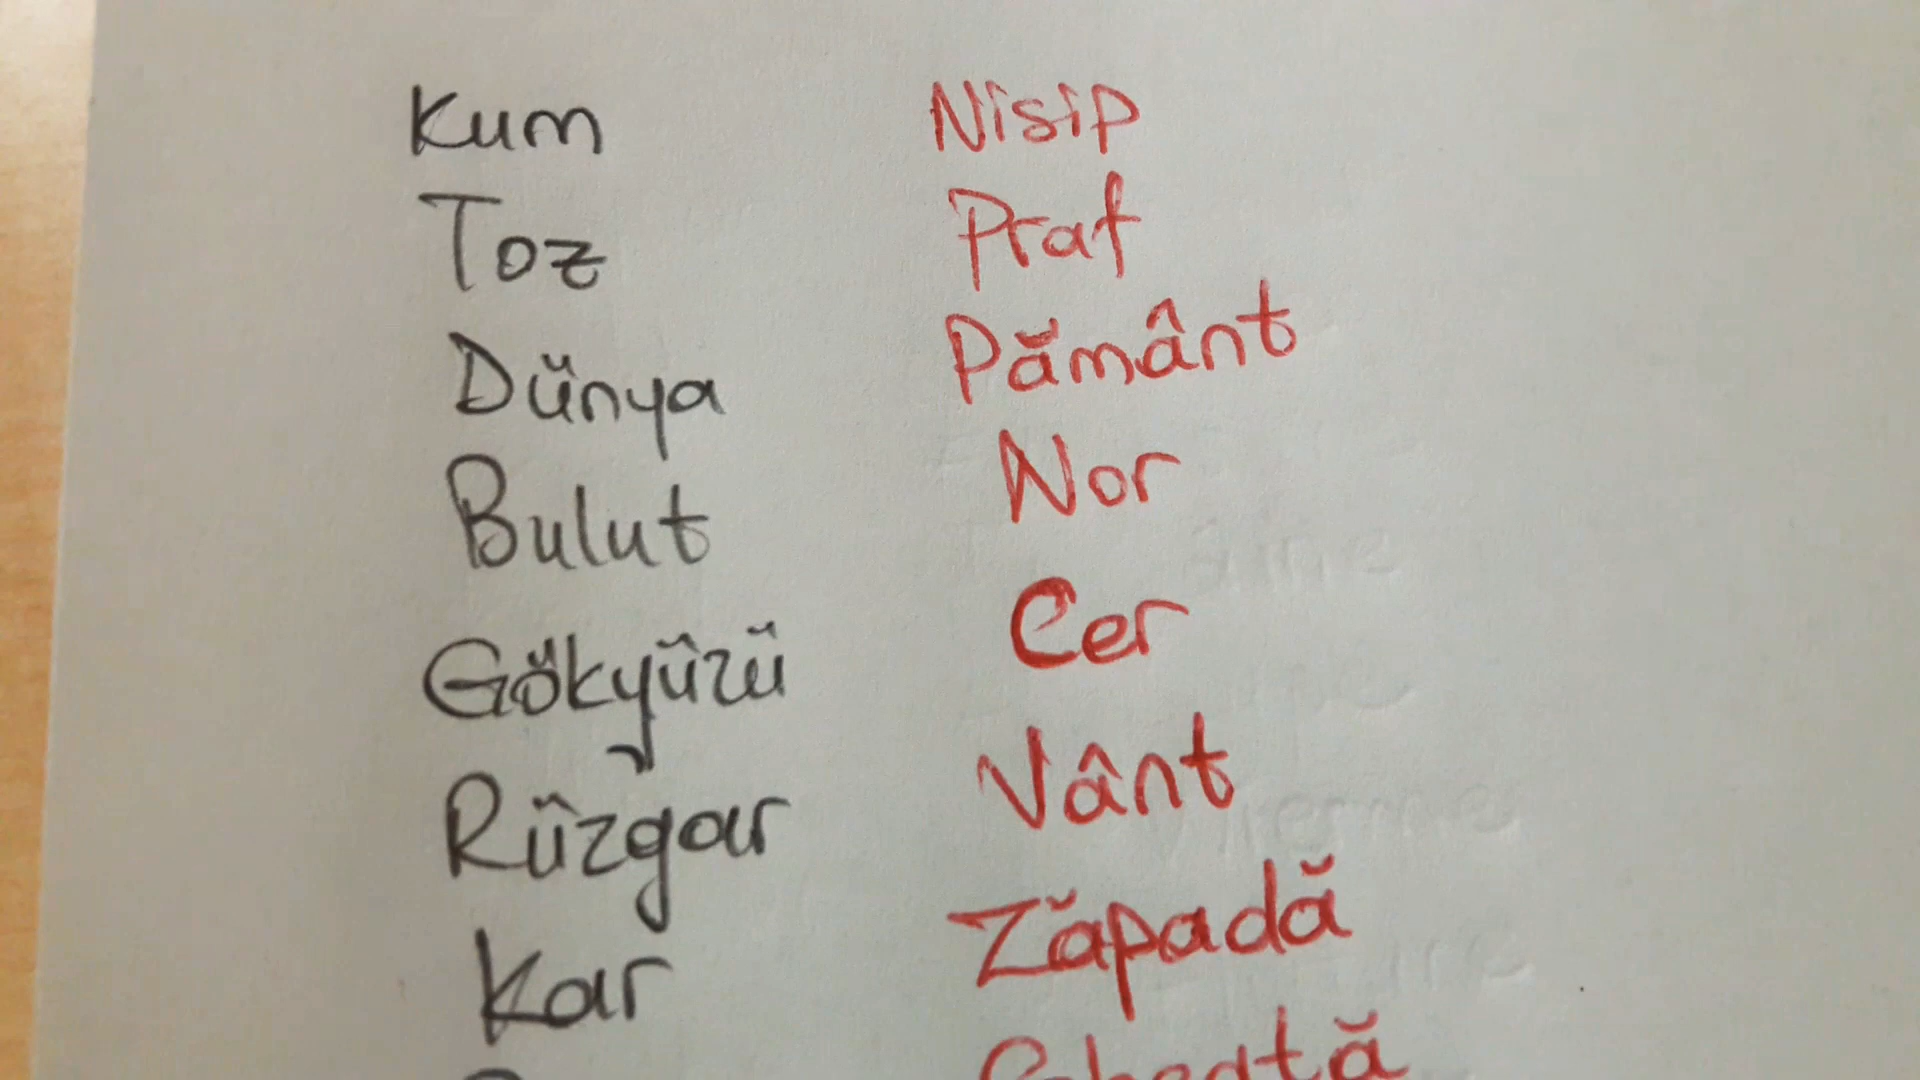 Kum Nisip
Toz Praf
Dünya Pământ
Bulut Nor
Gökyüzü Cer
Rüzgar Vânt
Kar Zăpadă